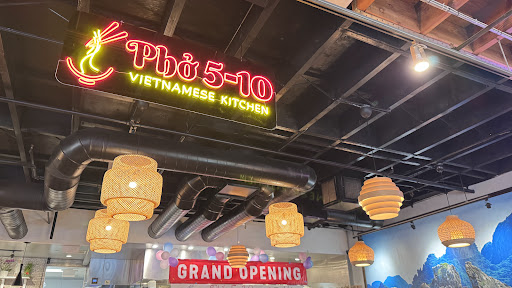 Phở 5-10
VIETNAMESE KITCHEN
GRAND OPENING